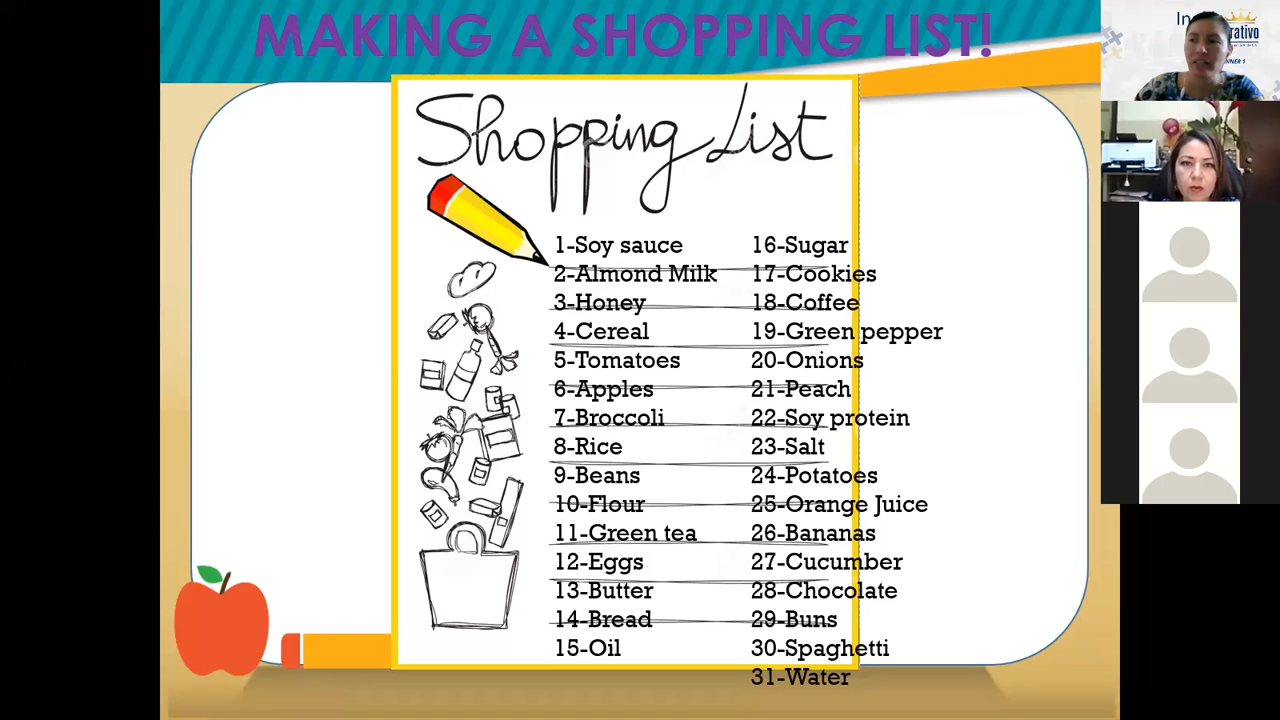 MAKING A SHOPPING LIST!
Shopping List
1-Soy sauce
2-Almond Milk
3-Honey
4-Cereal
5-Tomatoes
6-Apples
7-Broccoli
8-Rice
9-Beans
10-Flour
11-Green tea
12-Eggs
13-Butter
14-Bread
15-Oil
16-Sugar
17-Cookies
18-Coffee
19-Green pepper
20-Onions
21-Peach
22-Soy protein
23-Salt
24-Potatoes
25-Orange Juice
26-Bananas
27-Cucumber
28-Chocolate
29-Buns
30-Spaghetti
31-Water